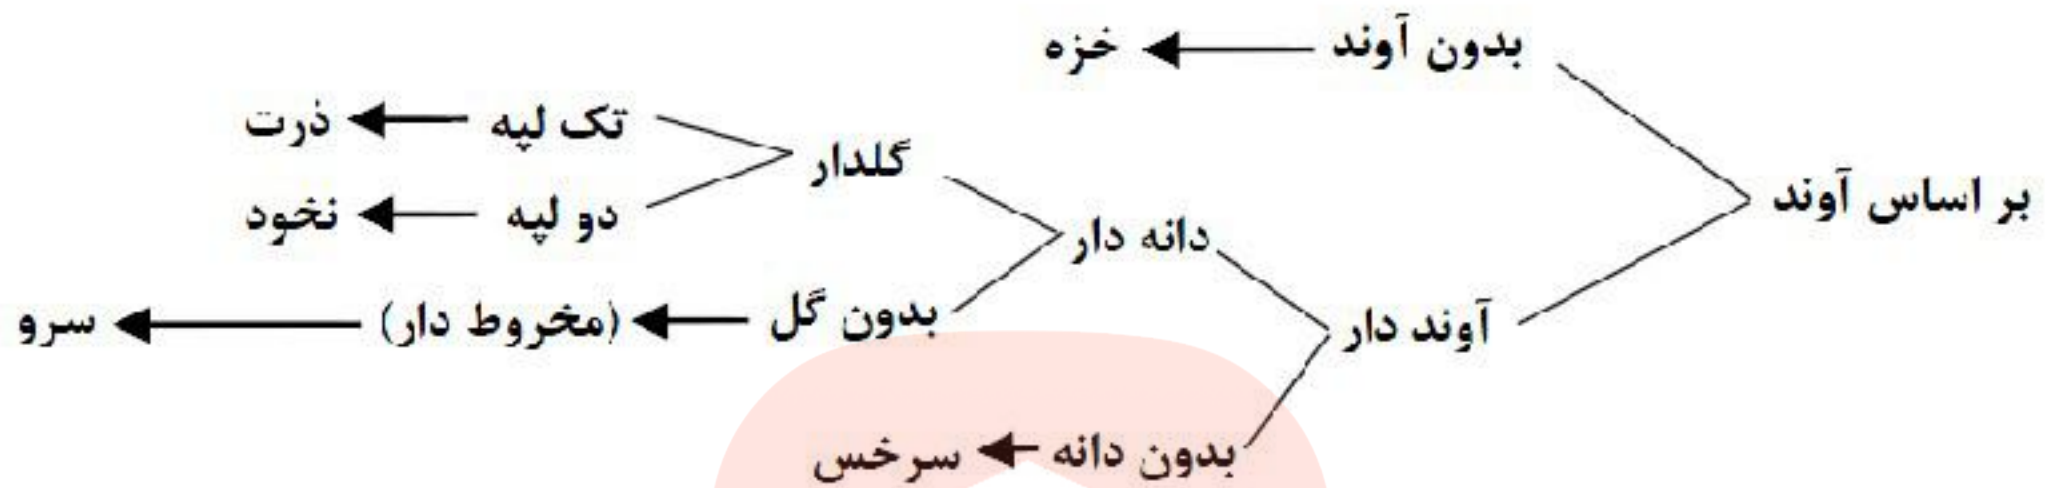 بدون آوند خزه
تک لپه ذرت
گلدار
بر اساس آوند
دو لپه نخود
دانه دار
بدون گل (مخروط دار) سرو
آوند دار
بدون دانه سرخس